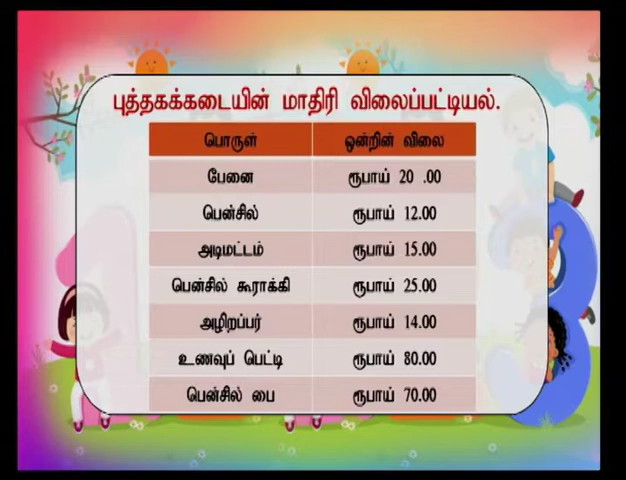 புத்தகக்கடையின் மாதிரி விலைப்பட்டியல்.
பொருள் ஒன்றின் விலை
பேனை ரூபாய் 20 .00
பென்சில் ரூபாய் 12.00
அடிமட்டம் ரூபாய் 15.00
பென்சில் கூராக்கி ரூபாய் 25.00
அழிறப்பர் ரூபாய் 14.00
உணவுப் பெட்டி ரூபாய் 80.00
பென்சில் பை ரூபாய் 70.00